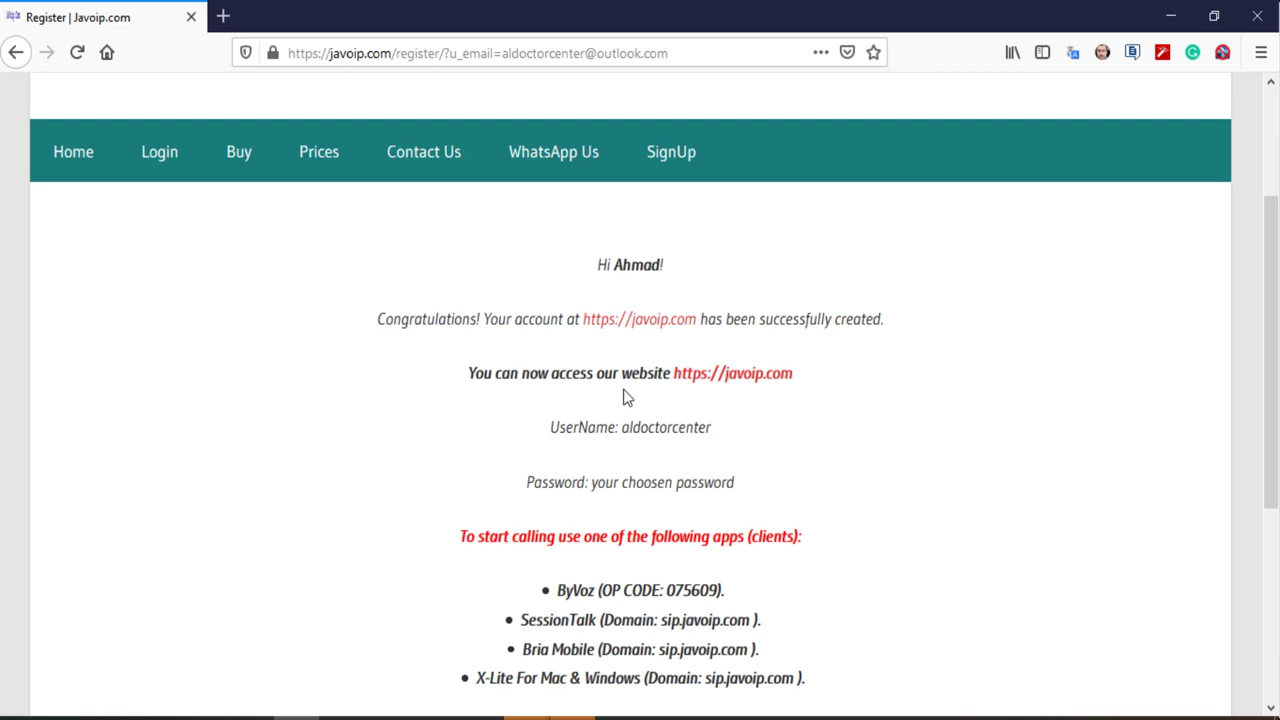 Register | Javoip.com
https://javoip.com/register/?u_email=aldoctorcenter@outlook.com
Home Login Buy Prices Contact Us WhatsApp Us SignUp
Hi Ahmad!
Congratulations! Your account at https://javoip.com has been successfully created.
You can now access our website https://javoip.com
UserName: aldoctorcenter
Password: your choosen password
To start calling use one of the following apps (clients):
• ByVoz (OP CODE: 075609).
• SessionTalk (Domain: sip.javoip.com ).
• Bria Mobile (Domain: sip.javoip.com ).
• X-Lite For Mac & Windows (Domain: sip.javoip.com ).